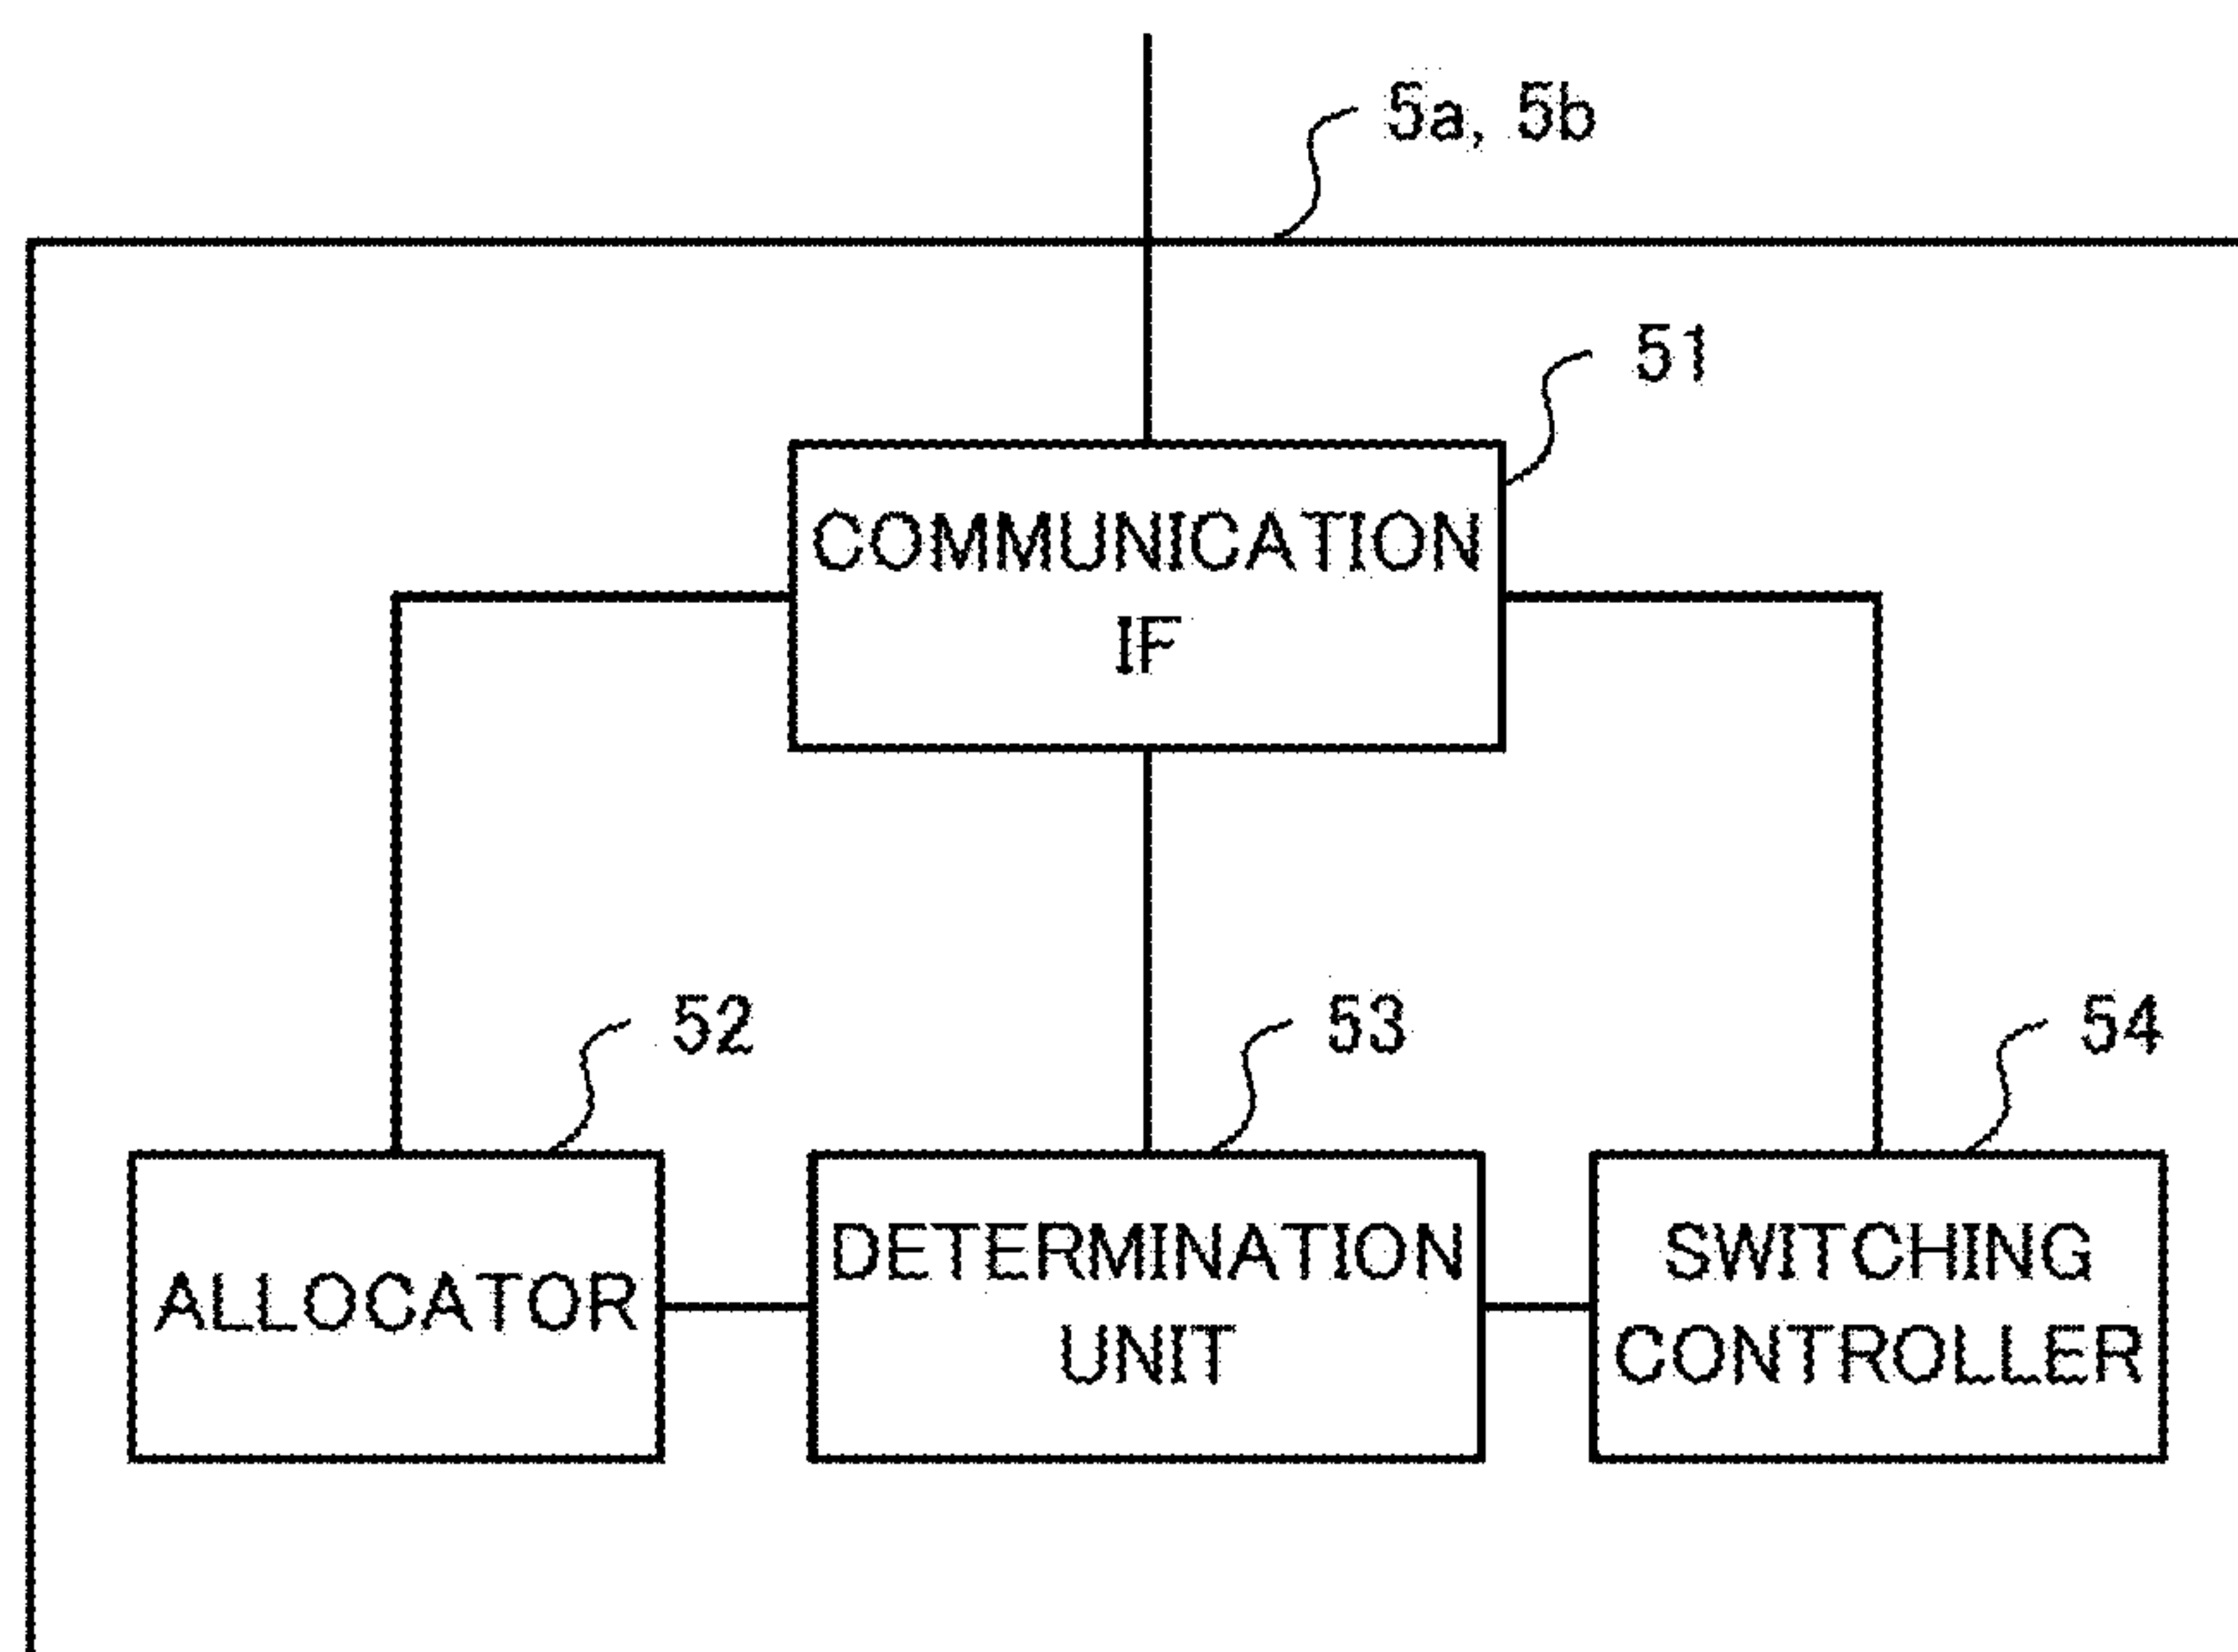 5a, 5b
51
COMMUNICATION
IF
52
53
54
ALLOCATOR
DETERMINATION
UNIT
SWITCHING
CONTROLLER